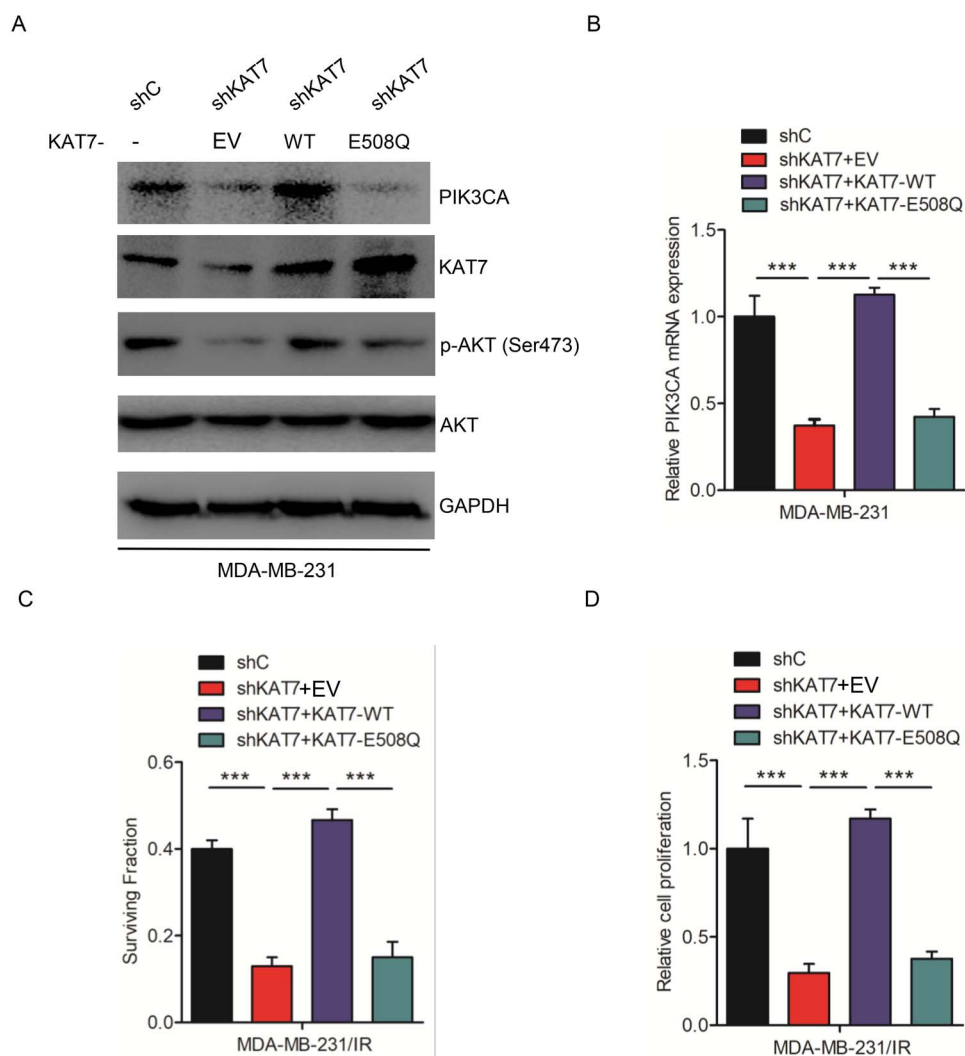 A
shC shKAT7 shKAT7 shKAT7
KAT7- - EV WT E508Q
PIK3CA
KAT7
p-AKT (Ser473)
AKT
GAPDH
MDA-MB-231
B
shC
shKAT7+EV
shKAT7+KAT7-WT
shKAT7+KAT7-E508Q
Relative PIK3CA mRNA expression
1.5
1.0
0.5
0.0
*** *** ***
MDA-MB-231
C
shC
shKAT7+EV
shKAT7+KAT7-WT
shKAT7+KAT7-E508Q
Surviving Fraction
0.6
0.4
0.2
0.0
*** *** ***
MDA-MB-231/IR
D
shC
shKAT7+EV
shKAT7+KAT7-WT
shKAT7+KAT7-E508Q
Relative cell proliferation
1.5
1.0
0.5
0.0
*** *** ***
MDA-MB-231/IR